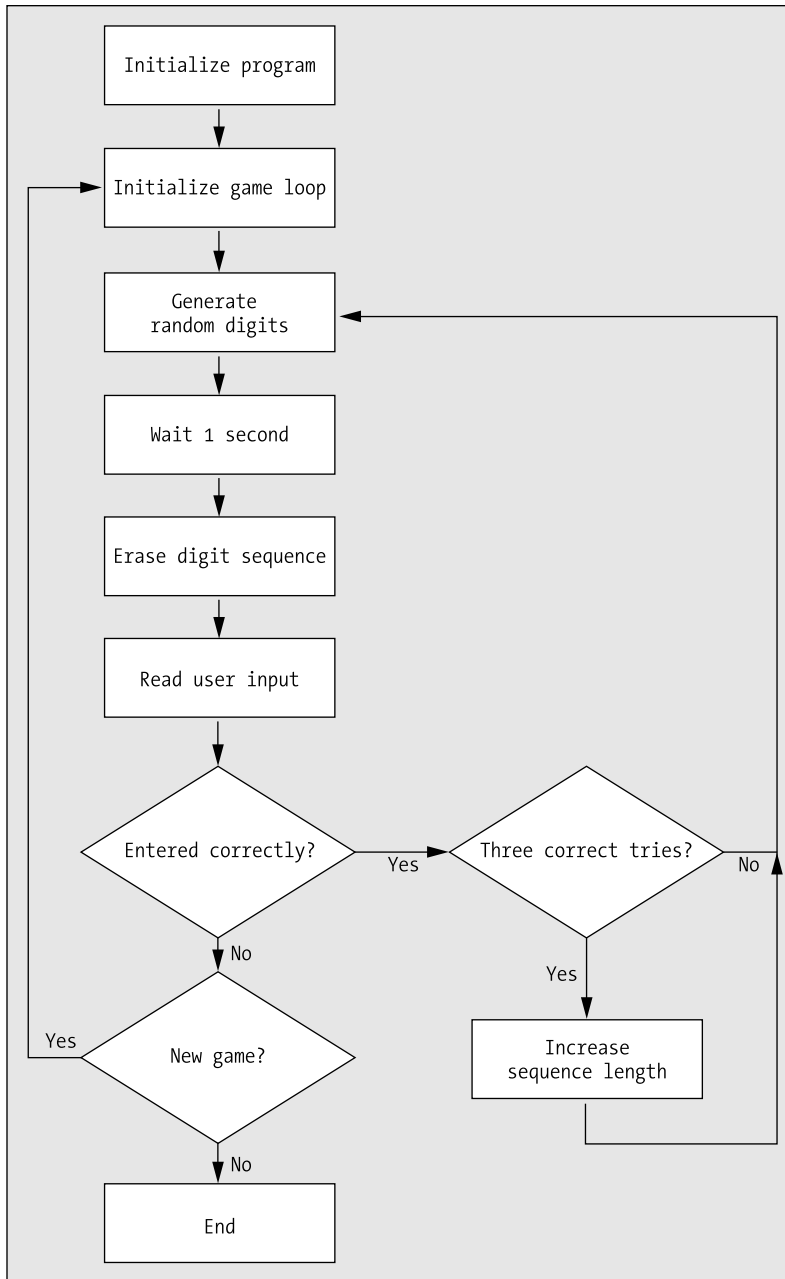 Initialize program
Initialize game loop
Generate
random digits
Wait 1 second
Erase digit sequence
Read user input
Entered correctly?
Yes
Three correct tries?
No
No
Yes
Yes
New game?
Increase
sequence length
No
End